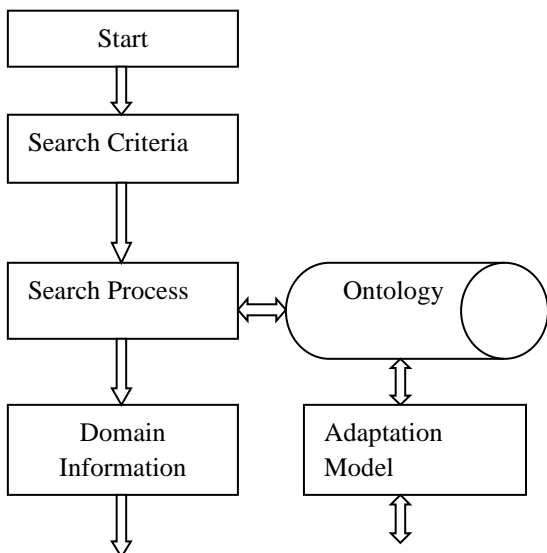 Start
Search Criteria
Search Process
Ontology
Domain
Information
Adaptation
Model